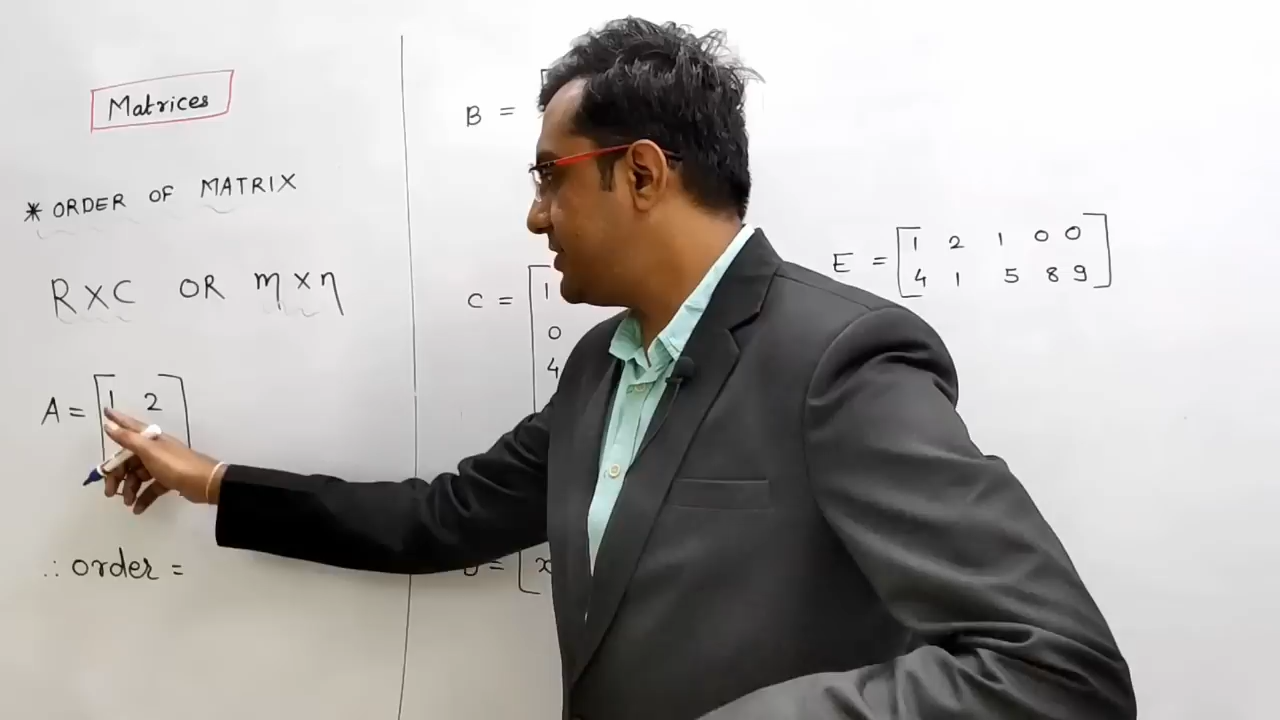 Matrices
* ORDER OF MATRIX
R X C OR m x n
A = [1 2
∴ order =
B =
C = [1
0
4
= [x
E = [1 2 1 0 0
4 1 5 8 9]